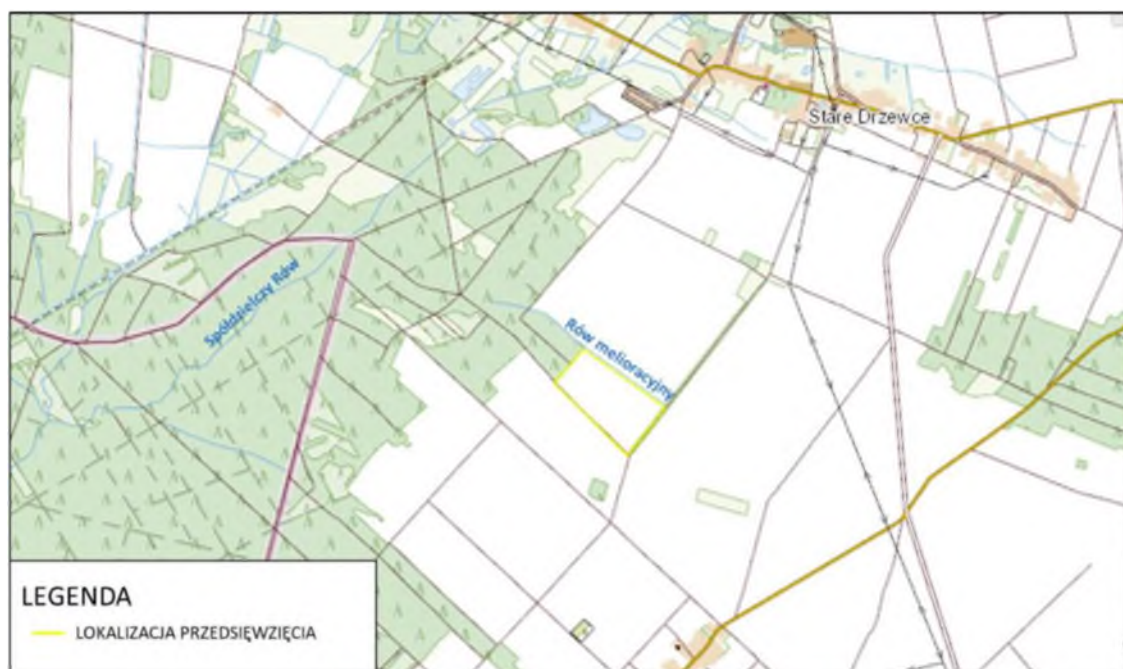 Stare Drzewce
Spółdzielczy Rów
Rów melioracyjny
LEGENDA
LOKALIZACJA PRZEDSIĘWZIĘCIA